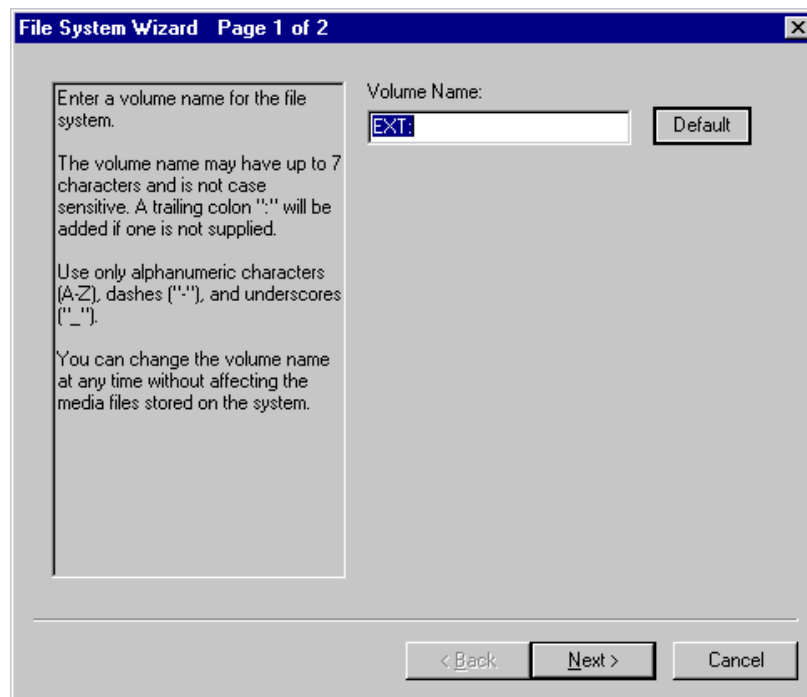 File System Wizard   Page 1 of 2
Enter a volume name for the file
system.
The volume name may have up to 7
characters and is not case
sensitive. A trailing colon ":" will be
added if one is not supplied.
Use only alphanumeric characters
(A-Z), dashes ("-"), and underscores
("_").
You can change the volume name
at any time without affecting the
media files stored on the system.
Volume Name:
EXT:
Default
< Back
Next >
Cancel